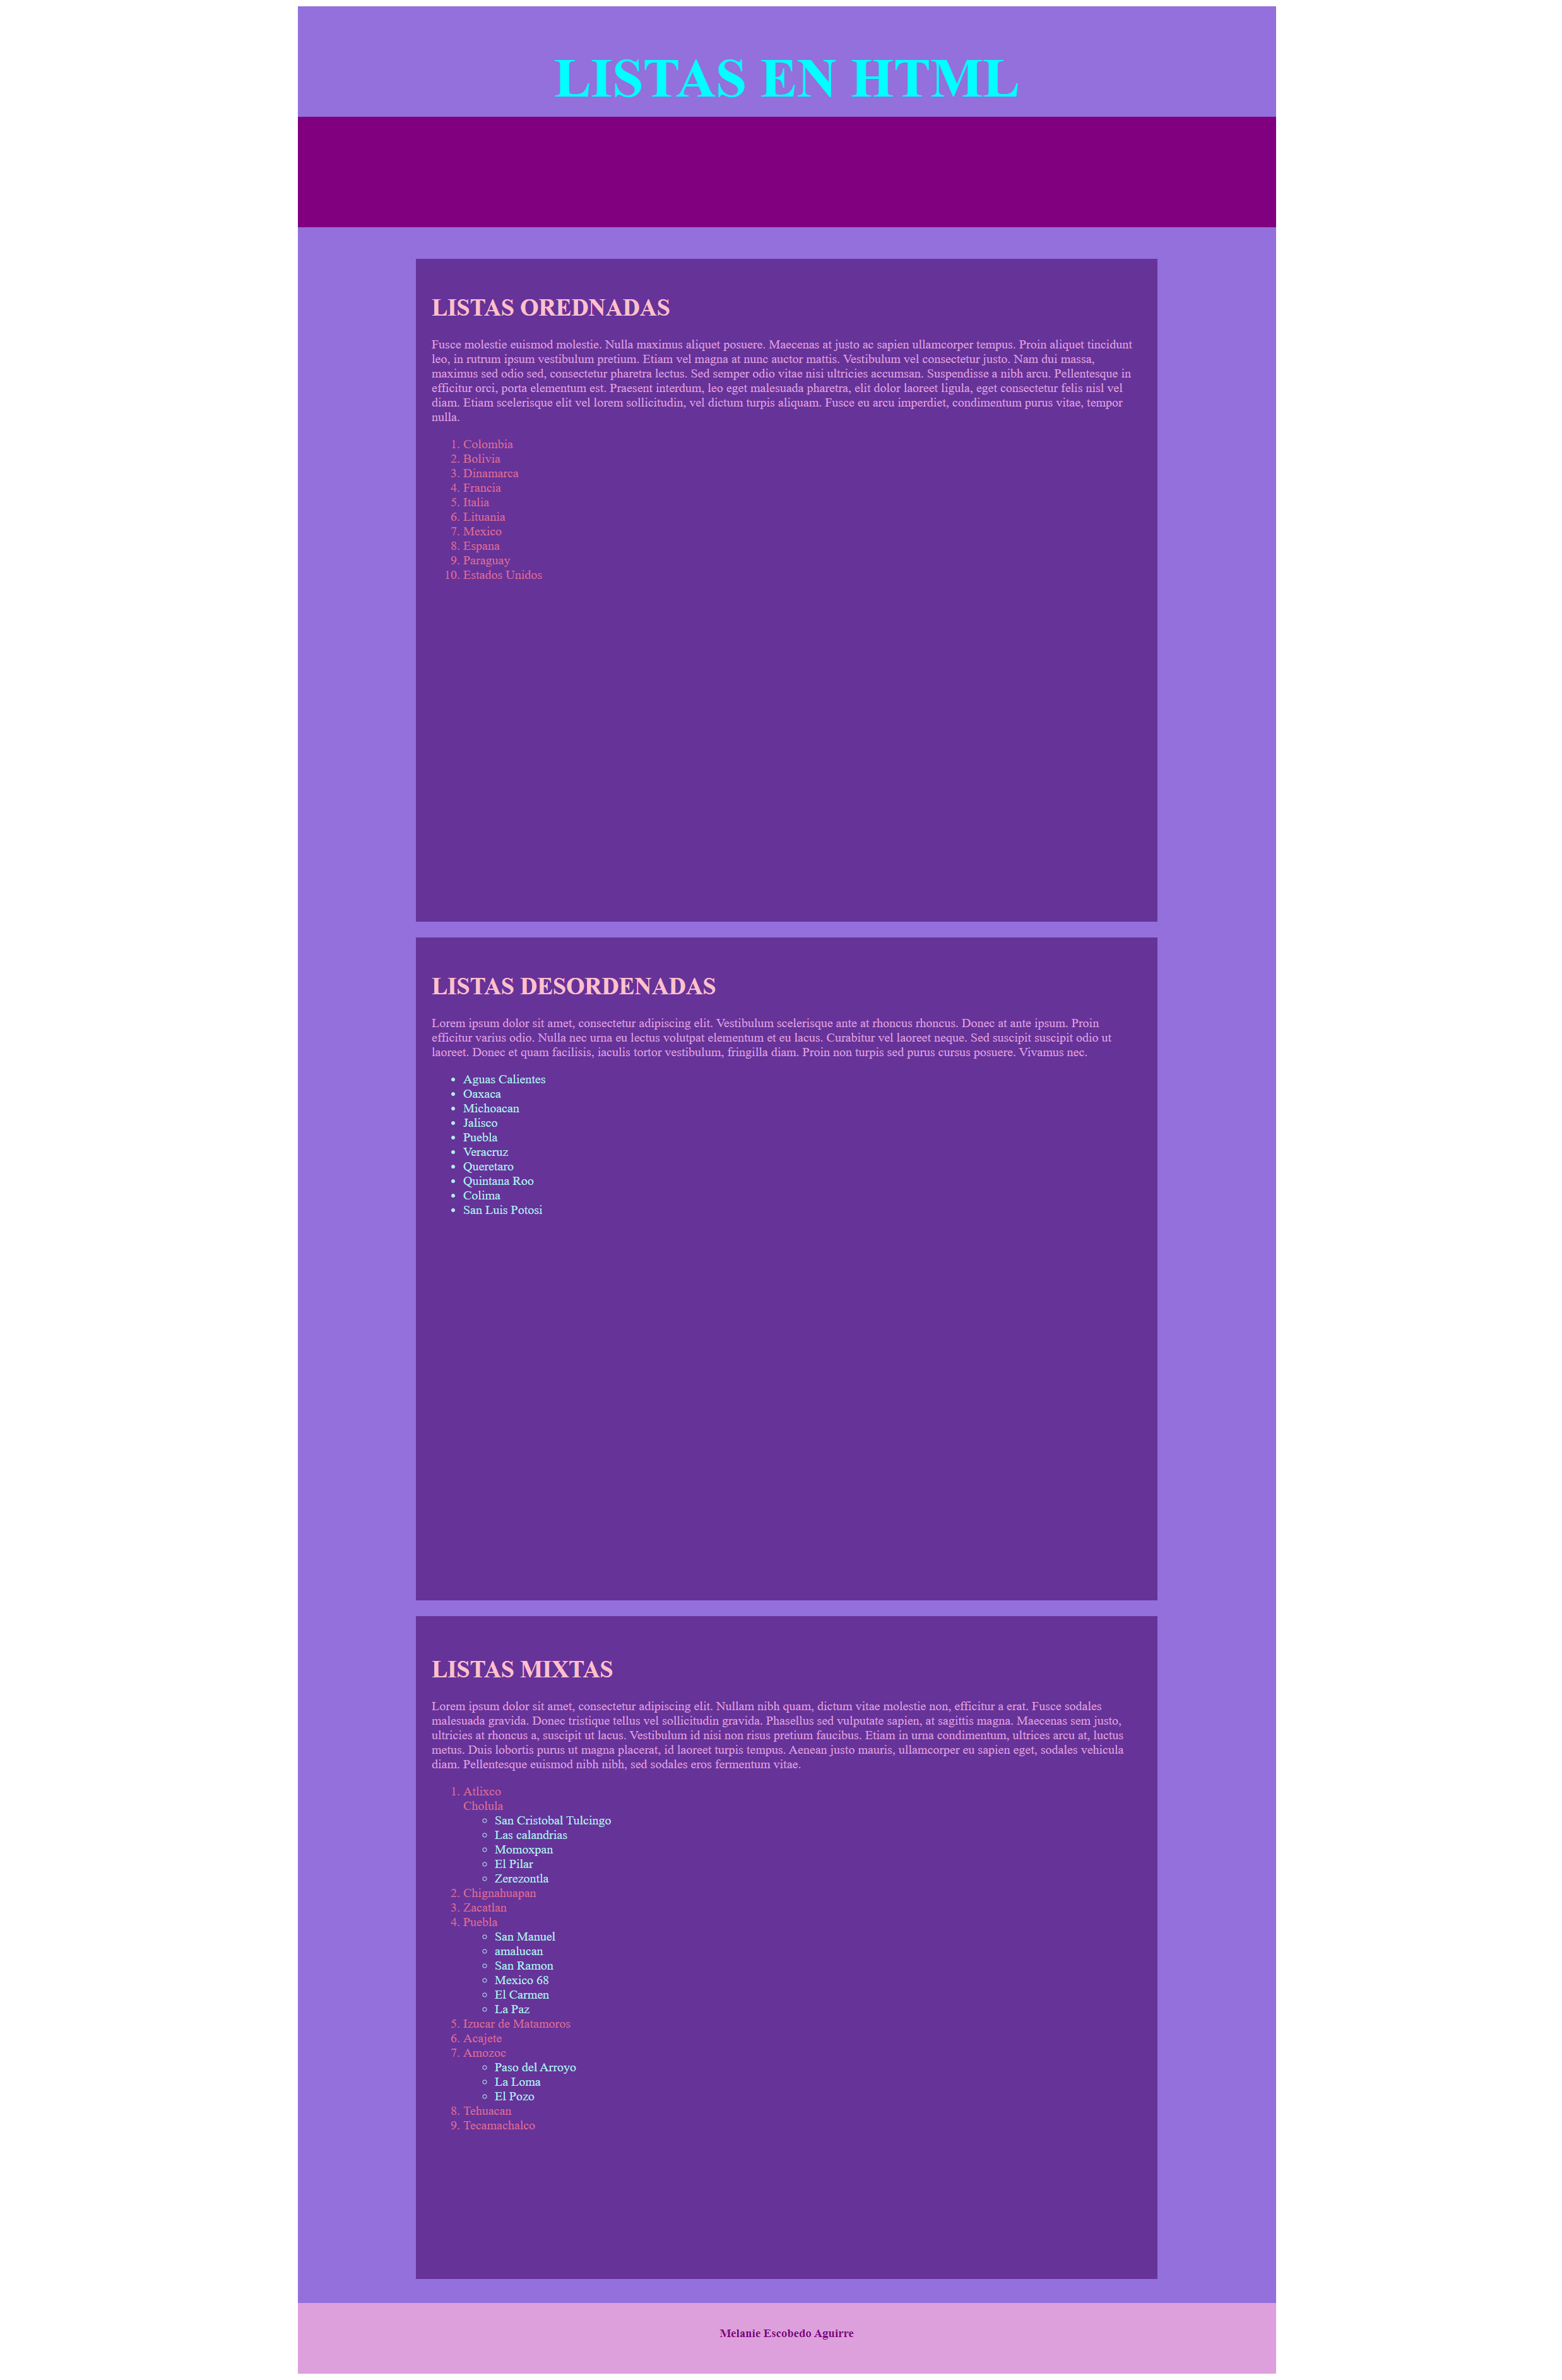 LISTAS EN HTML
LISTAS OREDNADAS
Fusce molestie euismod molestie. Nulla maximus aliquet posuere. Maecenas at justo ac sapien ullamcorper tempus. Proin aliquet tincidunt
leo, in rutrum ipsum vestibulum pretium. Etiam vel magna at nunc auctor mattis. Vestibulum vel consectetur justo. Nam dui massa,
maximus sed odio sed, consectetur pharetra lectus. Sed semper odio vitae nisi ultricies accumsan. Suspendisse a nibh arcu. Pellentesque in
efficitur orci, porta elementum est. Praesent interdum, leo eget malesuada pharetra, elit dolor laoreet ligula, eget consectetur felis nisl vel
diam. Etiam scelerisque elit vel lorem sollicitudin, vel dictum turpis aliquam. Fusce eu arcu imperdiet, condimentum purus vitae, tempor
nulla.
1. Colombia
2. Bolivia
3. Dinamarca
4. Francia
5. Italia
6. Lituania
7. Mexico
8. Espana
9. Paraguay
10. Estados Unidos
LISTAS DESORDENADAS
Lorem ipsum dolor sit amet, consectetur adipiscing elit. Vestibulum scelerisque ante at rhoncus rhoncus. Donec at ante ipsum. Proin
efficitur varius odio. Nulla nec urna eu lectus volutpat elementum et eu lacus. Curabitur vel laoreet neque. Sed suscipit suscipit odio ut
laoreet. Donec et quam facilisis, iaculis tortor vestibulum, fringilla diam. Proin non turpis sed purus cursus posuere. Vivamus nec.
• Aguas Calientes
• Oaxaca
• Michoacan
• Jalisco
• Puebla
• Veracruz
• Queretaro
• Quintana Roo
• Colima
• San Luis Potosi
LISTAS MIXTAS
Lorem ipsum dolor sit amet, consectetur adipiscing elit. Nullam nibh quam, dictum vitae molestie non, efficitur a erat. Fusce sodales
malesuada gravida. Donec tristique tellus vel sollicitudin gravida. Phasellus sed vulputate sapien, at sagittis magna. Maecenas sem justo,
ultricies at rhoncus a, suscipit ut lacus. Vestibulum id nisi non risus pretium faucibus. Etiam in urna condimentum, ultrices arcu at, luctus
metus. Duis lobortis purus ut magna placerat, id laoreet turpis tempus. Aenean justo mauris, ullamcorper eu sapien eget, sodales vehicula
diam. Pellentesque euismod nibh nibh, sed sodales eros fermentum vitae.
1. Atlixco
Cholula
◦ San Cristobal Tulcingo
◦ Las calandrias
◦ Momoxpan
◦ El Pilar
◦ Zerezontla
2. Chignahuapan
3. Zacatlan
4. Puebla
◦ San Manuel
◦ amalucan
◦ San Ramon
◦ Mexico 68
◦ El Carmen
◦ La Paz
5. Izucar de Matamoros
6. Acajete
7. Amozoc
◦ Paso del Arroyo
◦ La Loma
◦ El Pozo
8. Tehuacan
9. Tecamachalco
Melanie Escobedo Aguirre